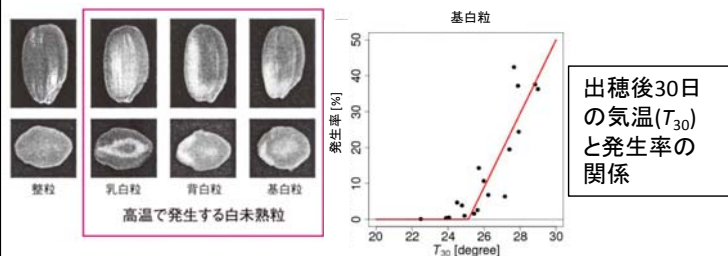 整粒
乳白粒
背白粒
基白粒
高温で発生する白未熟粒
基白粒
発生率 [%]
50
40
30
20
10
0
20
22
24
26
28
30
T30 [degree]
出穂後30日
の気温(T30)
と発生率の
関係